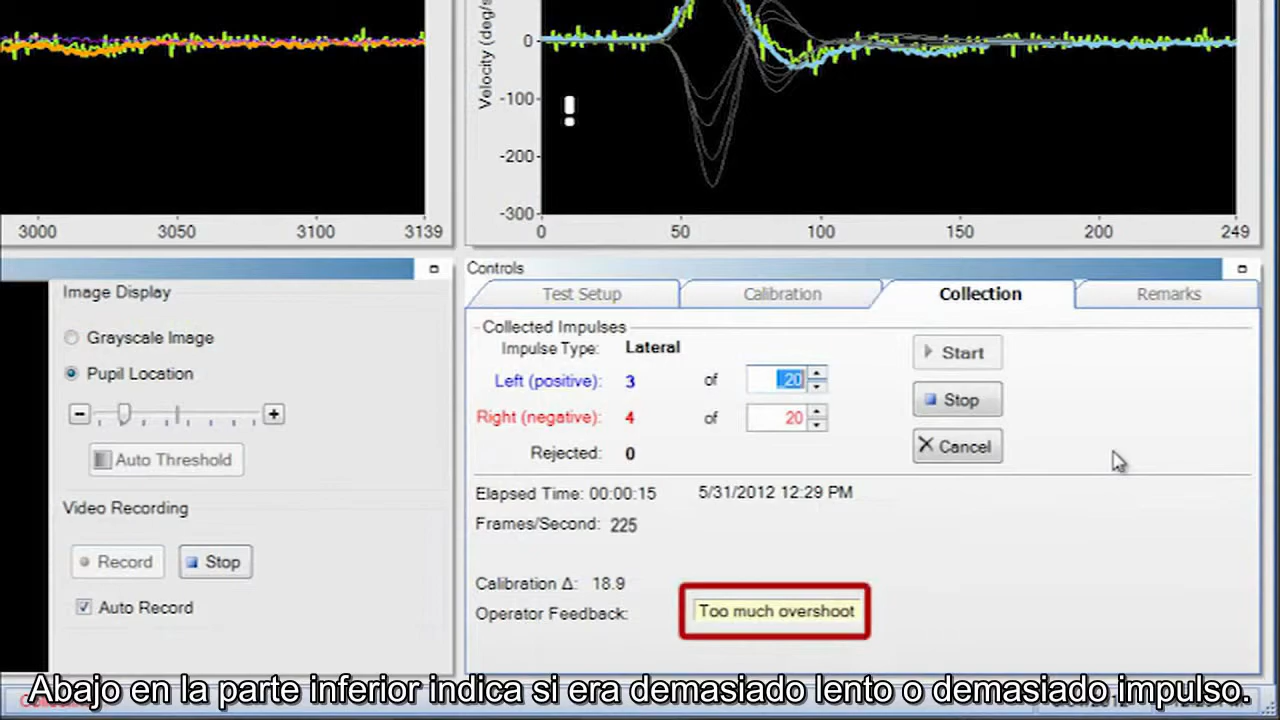 Velocity (deg/s
0
-100
!
-200
-300
3000 3050 3100 3139
0 50 100 150 200 249
Controls
Image Display
Grayscale Image
Pupil Location
Auto Threshold
Video Recording
Record Stop
Auto Record
Test Setup Calibration Collection Remarks
Collected Impulses
Impulse Type: Lateral
Left (positive): 3 of 20
Right (negative): 4 of 20
Rejected: 0
Start
Stop
Cancel
Elapsed Time: 00:00:15 5/31/2012 12:29 PM
Frames/Second: 225
Calibration Δ: 18.9
Operator Feedback: Too much overshoot
Abajo en la parte inferior indica si era demasiado lento o demasiado impulso.